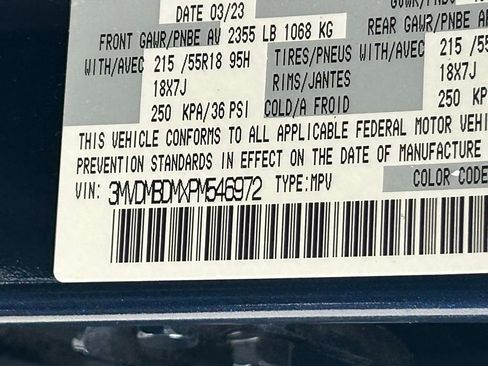 DATE 03/23
FRONT GAWR/PNBE AV 2355 LB 1068 KG
REAR GAWR/PNBE
WITH/AVEC 215 /55R18 95H TIRES/PNEUS WITH/AVEC 215 /55
18X7J RIMS/JANTES 18X7J
250 KPA/36 PSI COLD/A FROID 250 KP
THIS VEHICLE CONFORMS TO ALL APPLICABLE FEDERAL MOTOR VEHI
PREVENTION STANDARDS IN EFFECT ON THE DATE OF MANUFACTURE
VIN: 3MVDMBDMXPM546972 TYPE:MPV COLOR CODE